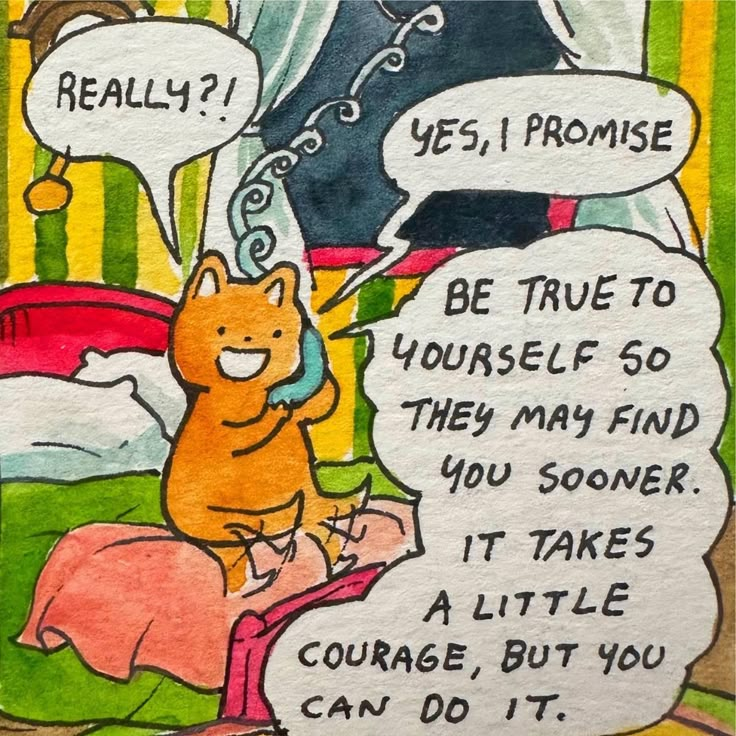 REALLY?!
YES, I PROMISE
BE TRUE TO
YOURSELF SO
THEY MAY FIND
YOU SOONER.
IT TAKES
A LITTLE
COURAGE, BUT YOU
CAN DO IT.